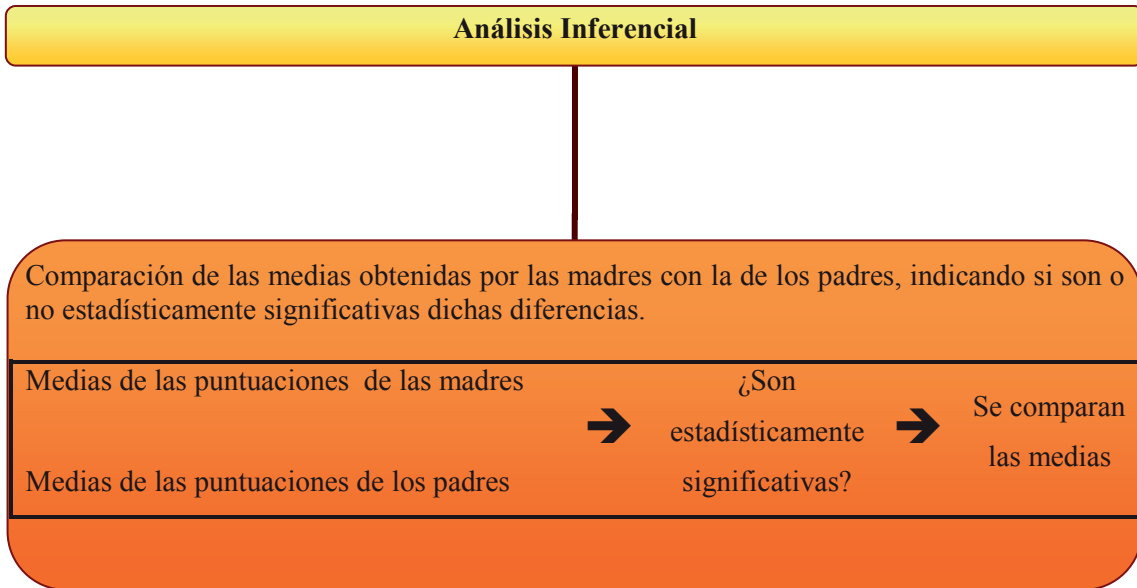 Análisis Inferencial
Comparación de las medias obtenidas por las madres con la de los padres, indicando si son o
no estadísticamente significativas dichas diferencias.
Medias de las puntuaciones de las madres
Medias de las puntuaciones de los padres
¿Son
estadísticamente
significativas?
Se comparan
las medias